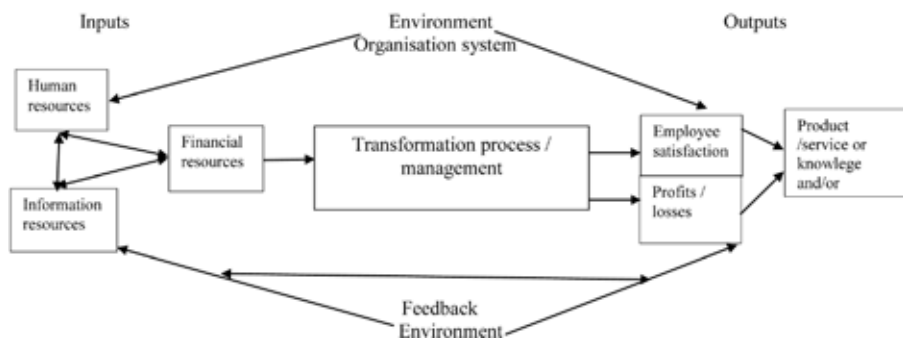 Inputs
Environment
Organisation system
Outputs
Human
resources
Financial
resources
Information
resources
Transformation process /
management
Employee
satisfaction
Profits /
losses
Product
/service or
knowlege
and/or
Feedback
Environment